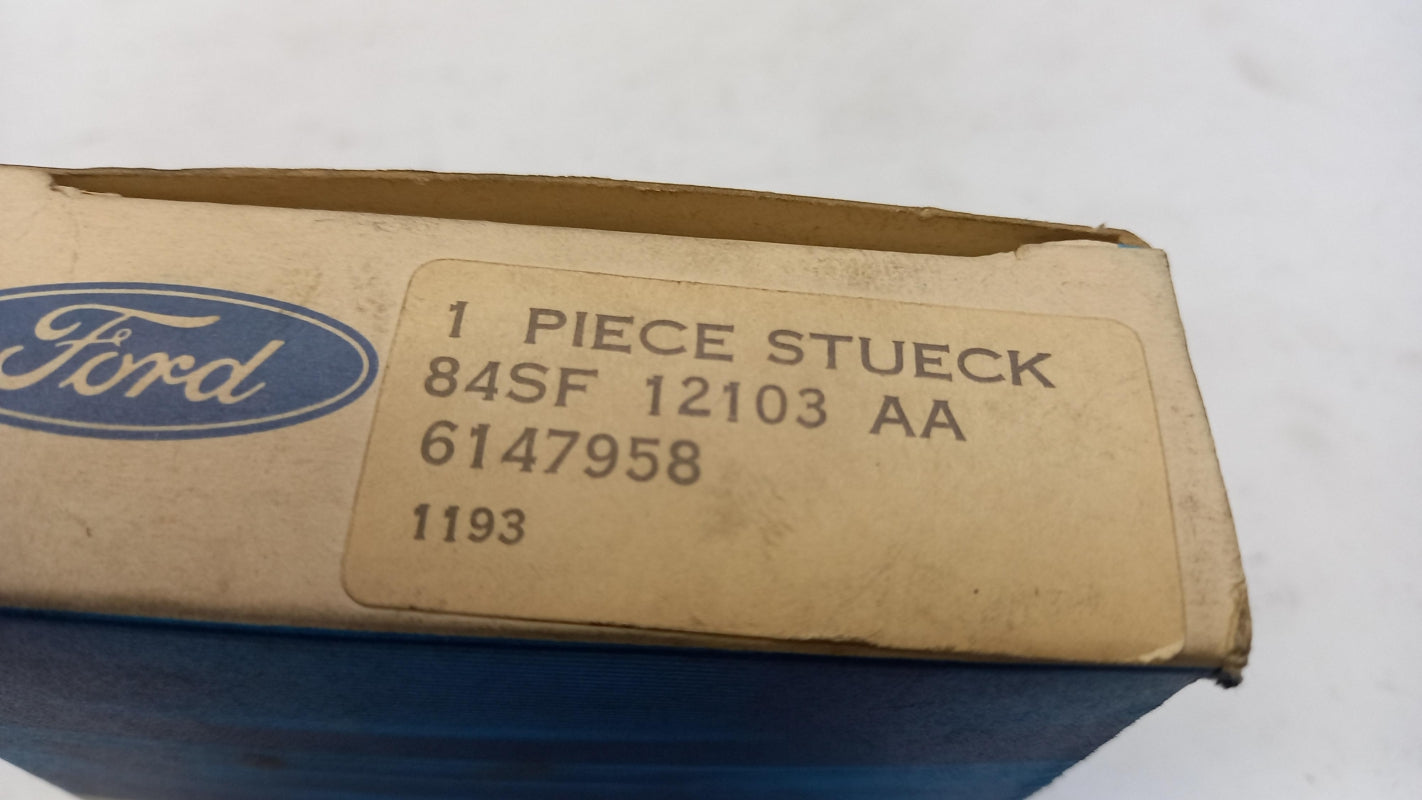 Ford
1 PIECE STUECK
84SF 12103 AA
6147958
1193